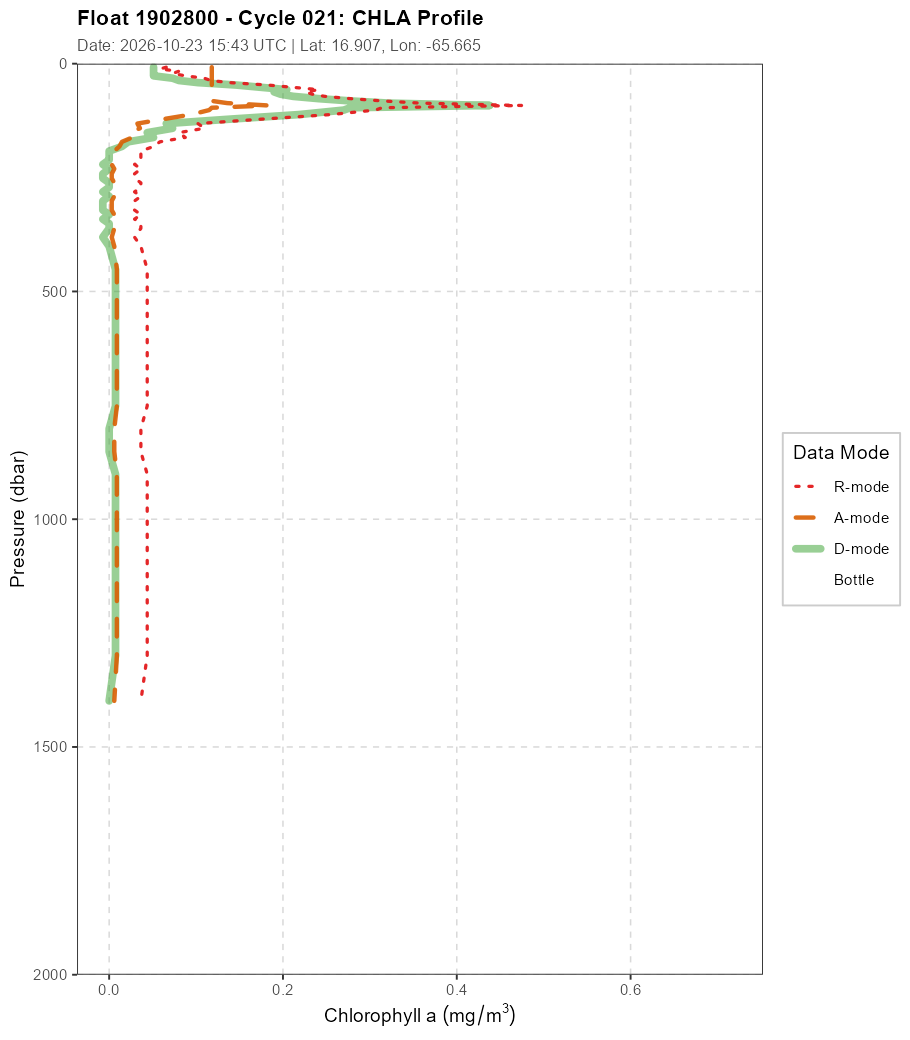 Float 1902800 - Cycle 021: CHLA Profile
Date: 2026-10-23 15:43 UTC | Lat: 16.907, Lon: -65.665
0
500
1000
1500
2000
Pressure (dbar)
0.0 0.2 0.4 0.6
Chlorophyll a (mg/m³)
Data Mode
R-mode
A-mode
D-mode
Bottle